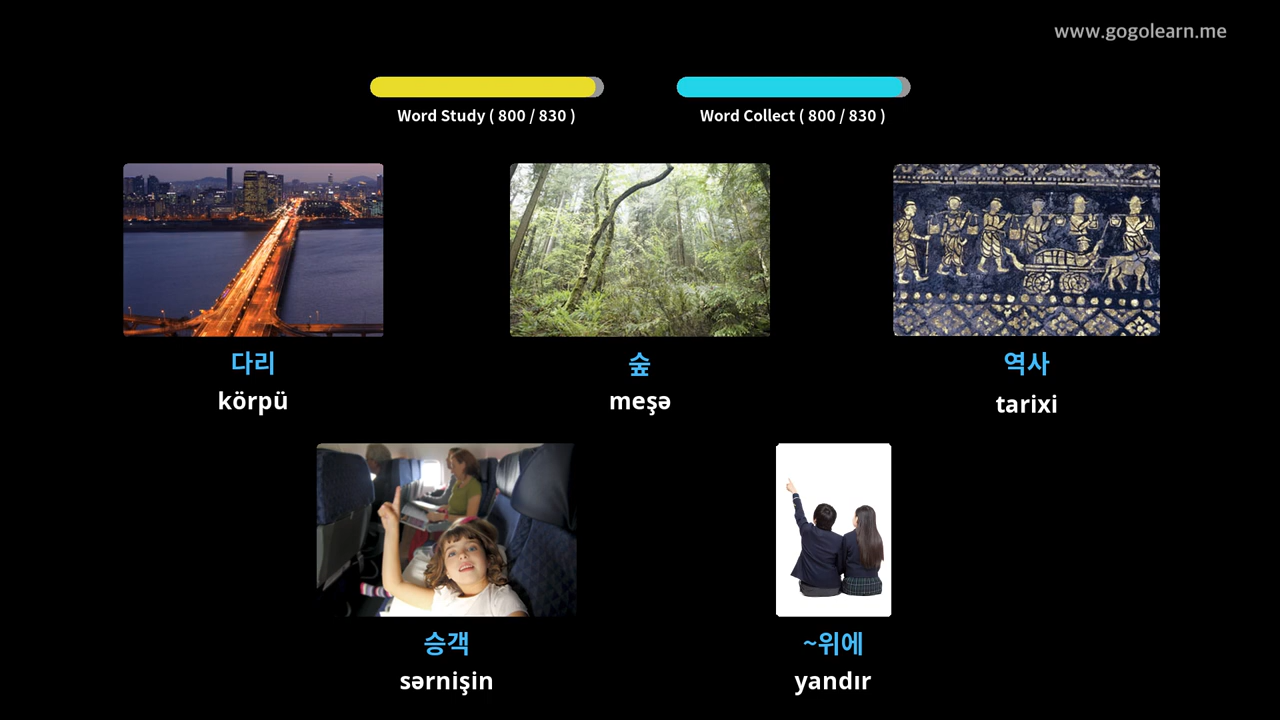 www.gogolearn.me
Word Study ( 800 / 830 )
Word Collect ( 800 / 830 )
다리
körpü
숲
meşə
역사
tarixi
승객
sərnişin
~위에
yandır